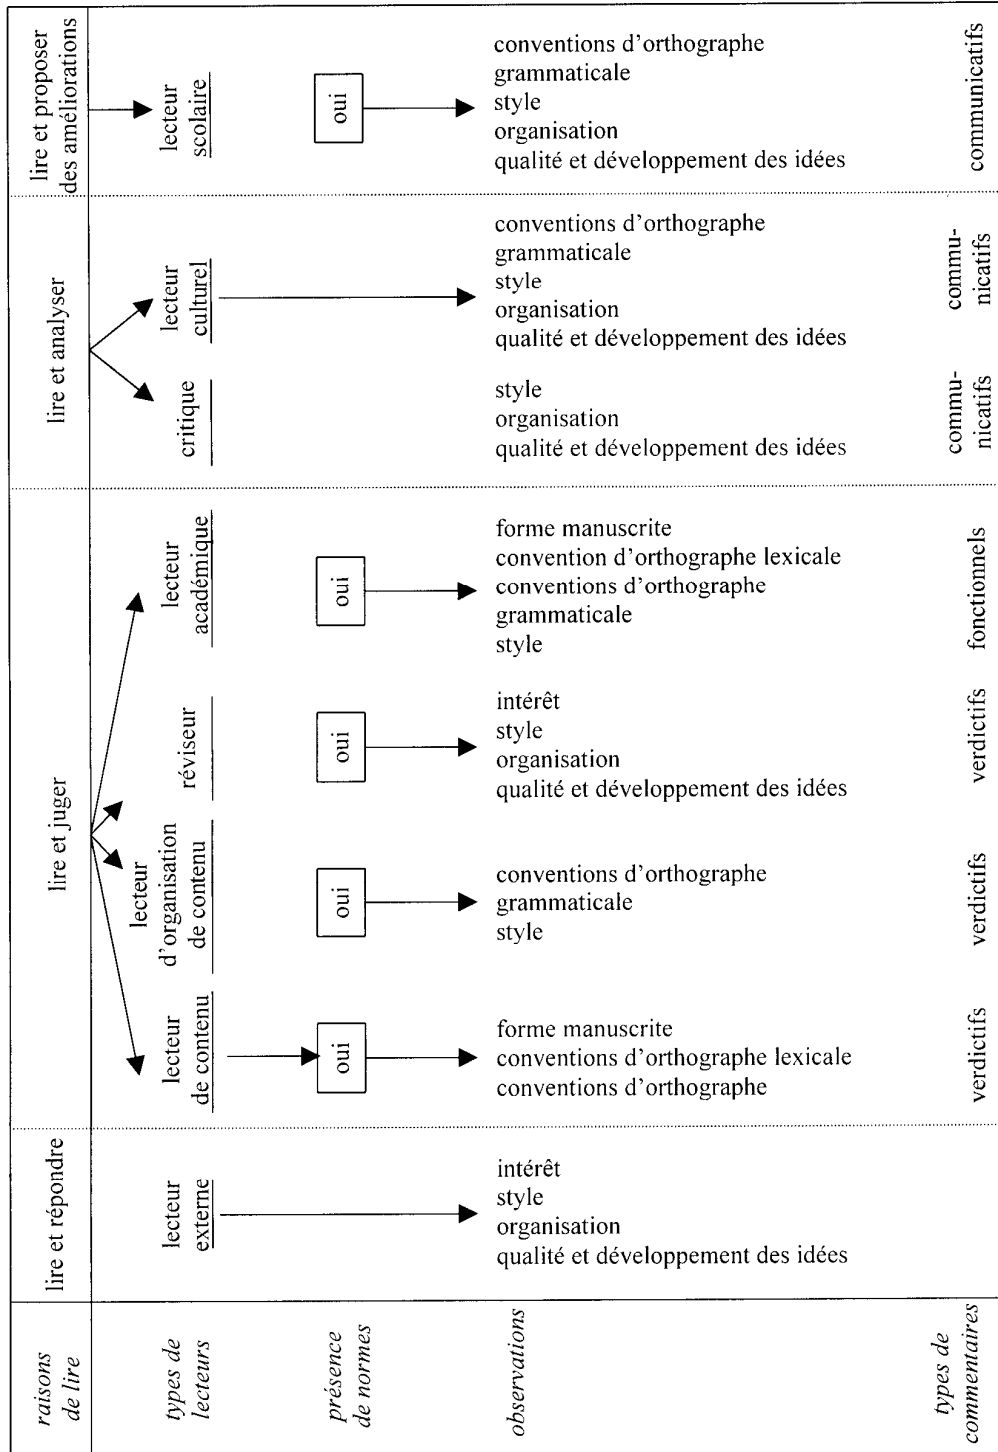 lire et proposer
des améliorations
lecteur
scolaire
oui
conventions d'orthographe
grammaticale
style
organisation
qualité et développement des idées
communicatifs
lire et analyser
lecteur
culturel
conventions d'orthographe
grammaticale
style
organisation
qualité et développement des idées
commu-
nicatifs
critique
style
organisation
qualité et développement des idées
commu-
nicatifs
lire et juger
lecteur
académique
oui
forme manuscrite
convention d'orthographe lexicale
conventions d'orthographe
grammaticale
style
fonctionnels
réviseur
oui
intérêt
style
organisation
qualité et développement des idées
verdictifs
lecteur
d'organisation
de contenu
oui
conventions d'orthographe
grammaticale
style
verdictifs
lecteur
de contenu
oui
forme manuscrite
conventions d'orthographe lexicale
conventions d'orthographe
verdictifs
lire et répondre
lecteur
externe
intérêt
style
organisation
qualité et développement des idées
raisons
de lire
types de
lecteurs
présence
de normes
observations
types de
commentaires